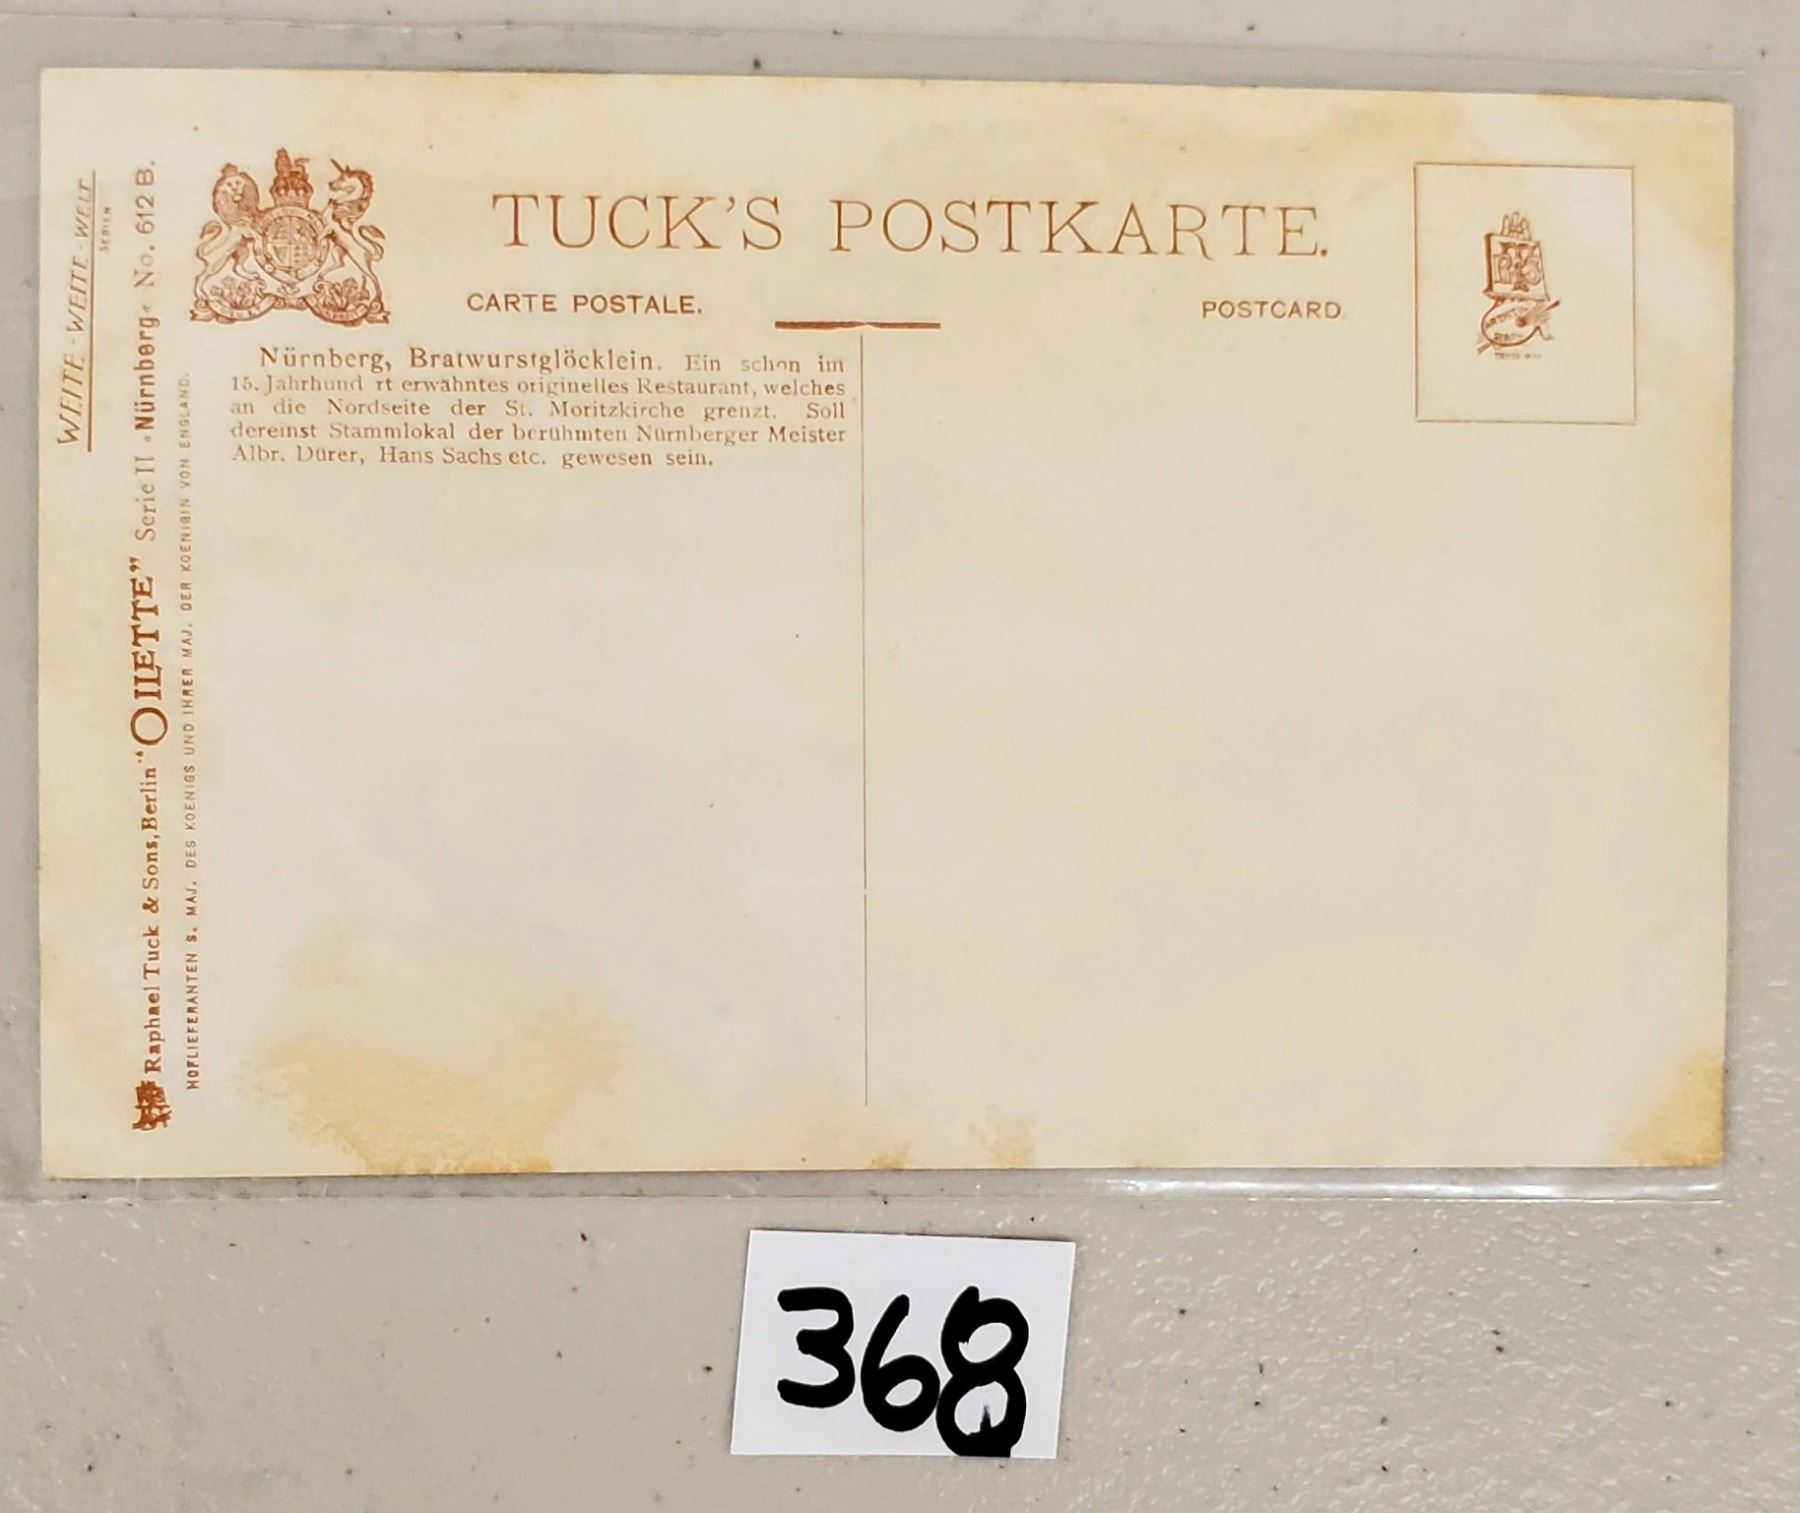 TUCK'S POSTKARTE.
CARTE POSTALE.
POSTCARD
Nürnberg, Bratwurstglöcklein. Ein schon im
15. Jahrhund rt erwähntes originelles Restaurant, welches
an die Nordseite der St. Moritzkirche grenzt. Soll
dereinst Stammlokal der berühmten Nürnberger Meister
Albr. Dürer, Hans Sachs etc. gewesen sein.
WEITE-WEITE-WELT
SERIEN
Raphael Tuck & Sons, Berlin “OILETTE” Serie II »Nürnberg« No. 612 B.
HOFLIEFERANTEN S. MAJ. DES KOENIGS UND IHRER MAJ. DER KOENIGIN VON ENGLAND.
368